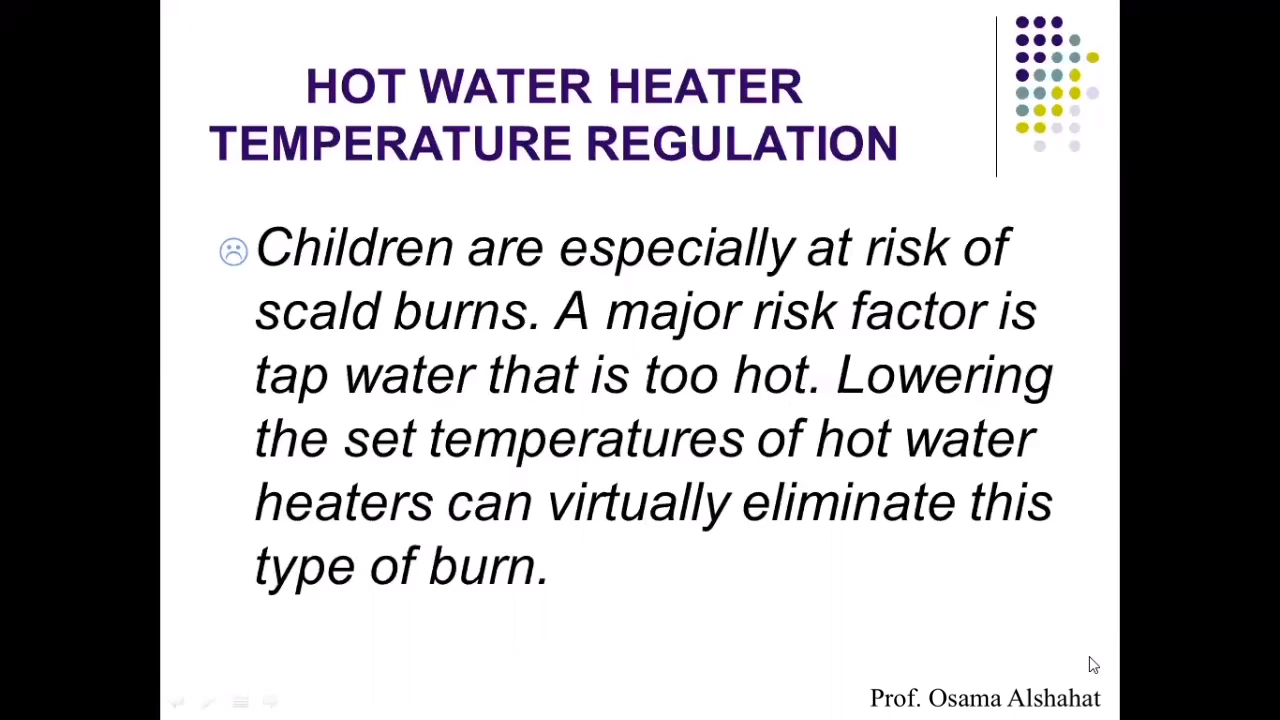 HOT WATER HEATER
TEMPERATURE REGULATION
Children are especially at risk of
scald burns. A major risk factor is
tap water that is too hot. Lowering
the set temperatures of hot water
heaters can virtually eliminate this
type of burn.
Prof. Osama Alshahat